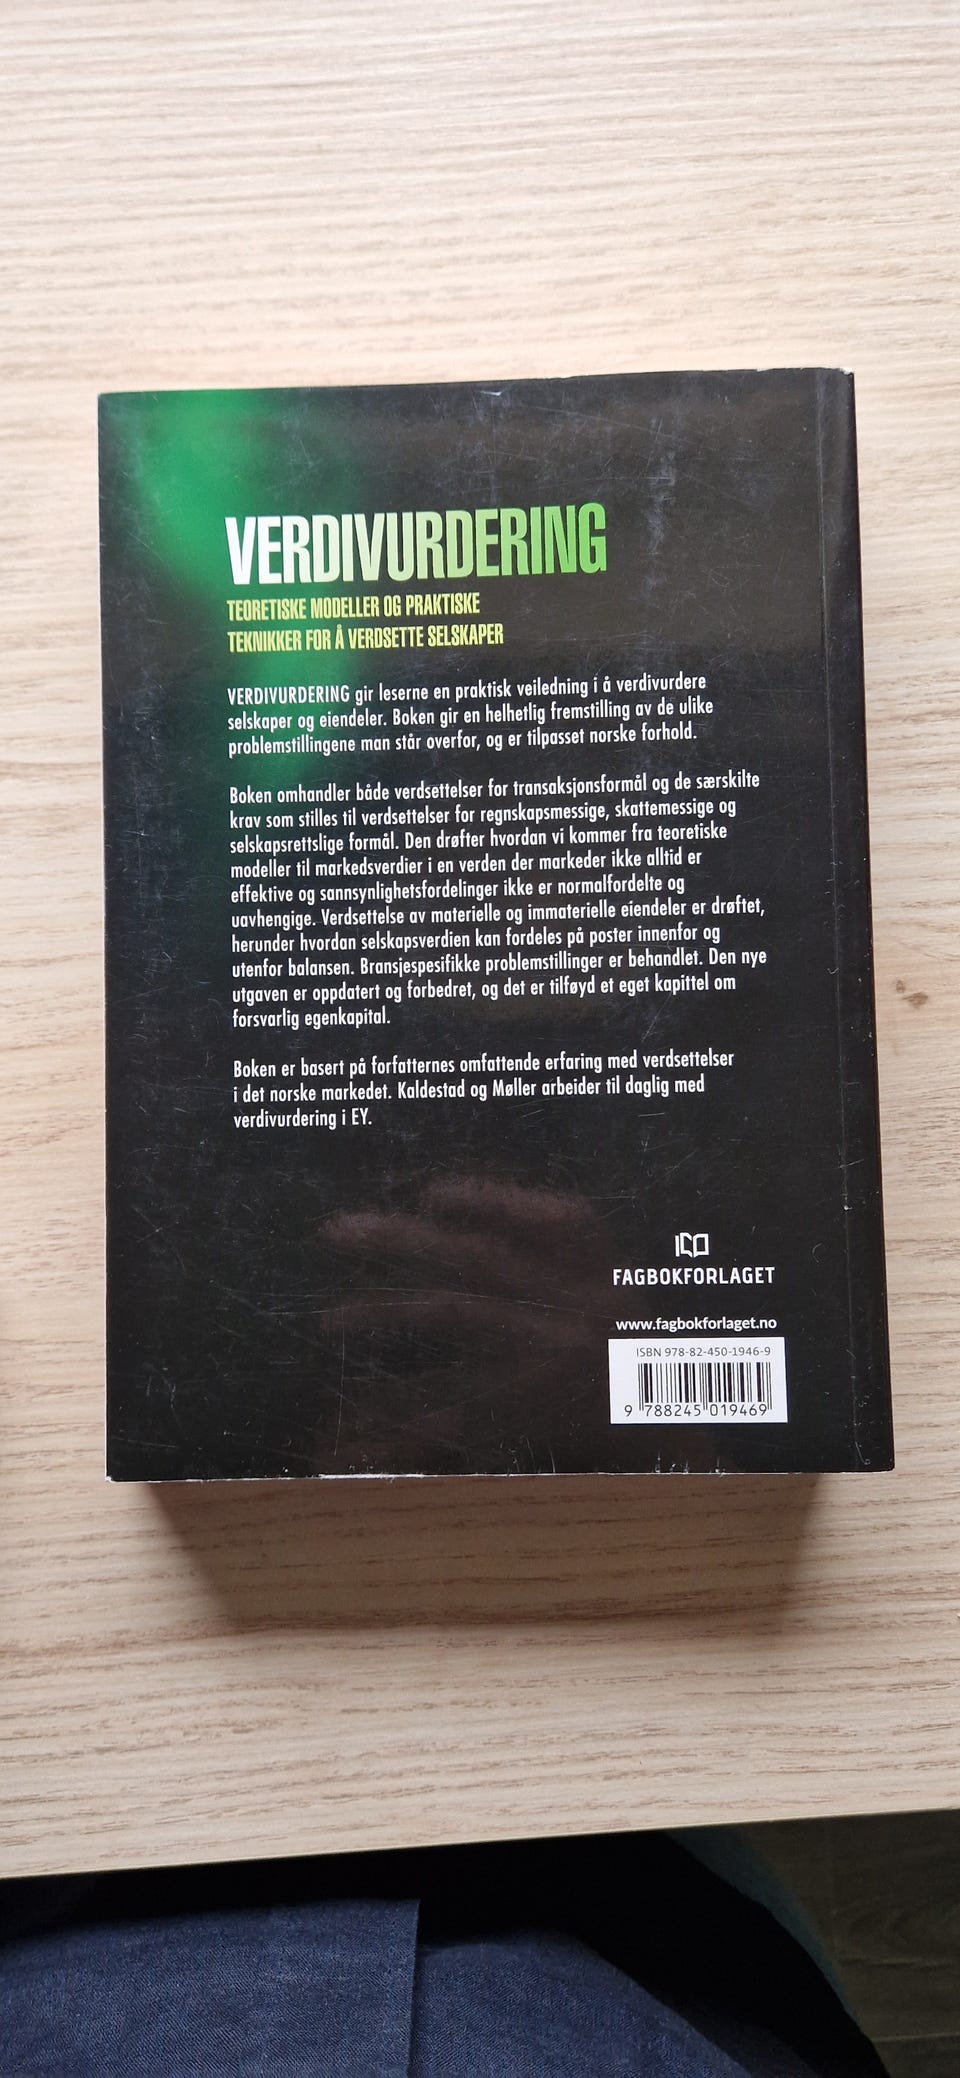 VERDIVURDERING
TEORETISKE MODELLER OG PRAKTISKE
TEKNIKKER FOR Å VERDSETTE SELSKAPER
VERDIVURDERING gir leserne en praktisk veiledning i å verdivurdere
selskaper og eiendeler. Boken gir en helhetlig fremstilling av de ulike
problemstillingene man står overfor, og er tilpasset norske forhold.
Boken omhandler både verdsettelser for transaksjonsformål og de særskilte
krav som stilles til verdsettelser for regnskapsmessige, skattemessige og
selskapsrettslige formål. Den drøfter hvordan vi kommer fra teoretiske
modeller til markedsverdier i en verden der markeder ikke alltid er
effektive og sannsynlighetsfordelinger ikke er normalfordelte og
uavhengige. Verdsettelse av materielle og immaterielle eiendeler er drøftet,
herunder hvordan selskapsverdien kan fordeles på poster innenfor og
utenfor balansen. Bransjespesifikke problemstillinger er behandlet. Den nye
utgaven er oppdatert og forbedret, og det er tilføyd et eget kapittel om
forsvarlig egenkapital.
Boken er basert på forfatternes omfattende erfaring med verdsettelser
i det norske markedet. Kaldestad og Møller arbeider til daglig med
verdivurdering i EY.
FAGBOKFORLAGET
www.fagbokforlaget.no
ISBN 978-82-450-1946-9
9 788245 019469